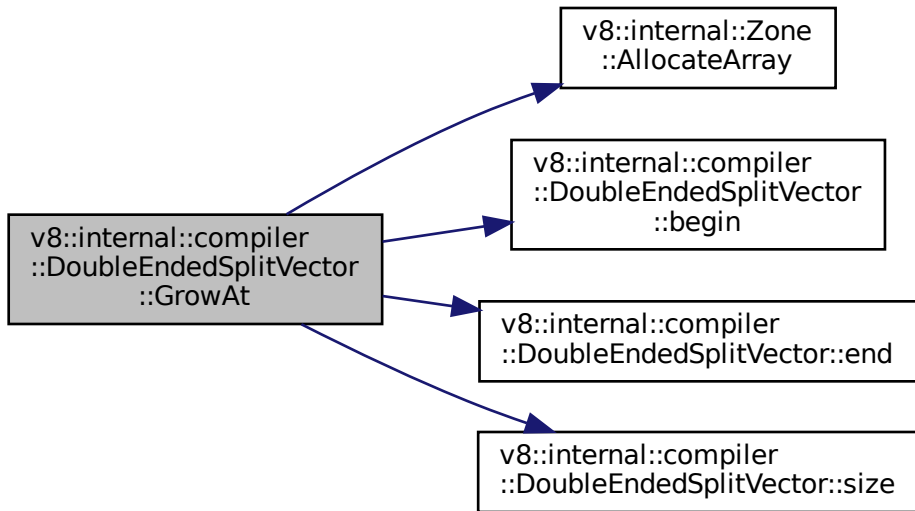 v8::internal::Zone
::AllocateArray
v8::internal::compiler
::DoubleEndedSplitVector
::begin
v8::internal::compiler
::DoubleEndedSplitVector
::GrowAt
v8::internal::compiler
::DoubleEndedSplitVector::end
v8::internal::compiler
::DoubleEndedSplitVector::size